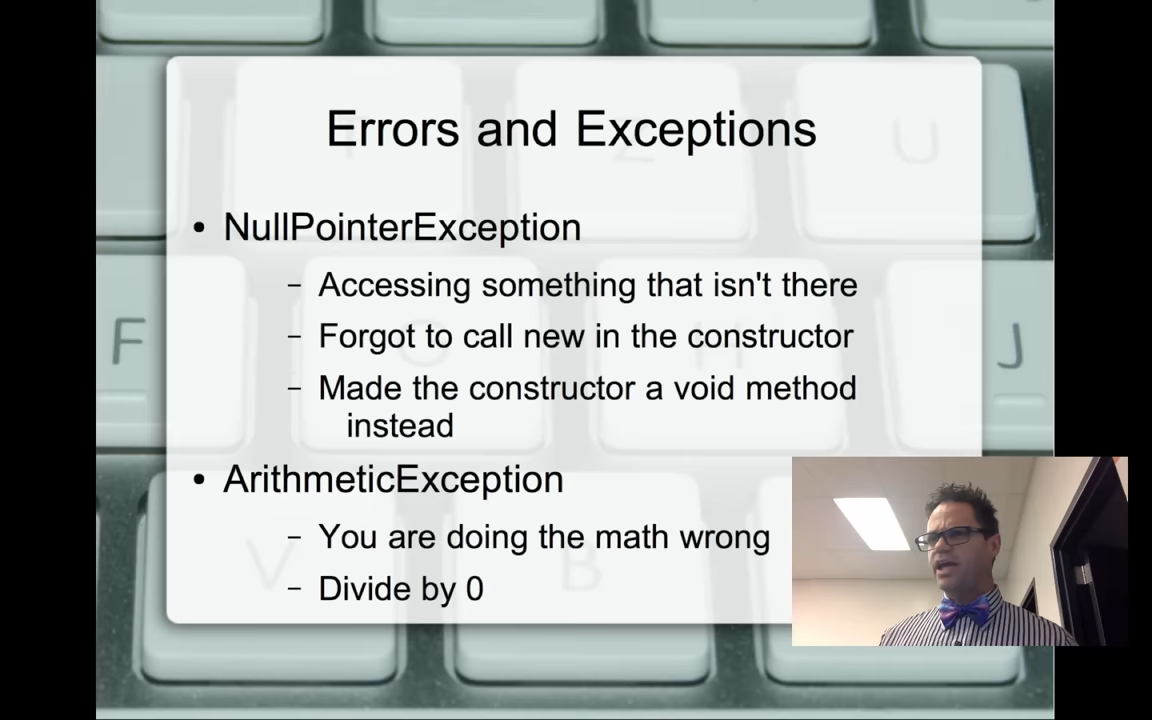 Errors and Exceptions
• NullPointerException
– Accessing something that isn't there
– Forgot to call new in the constructor
– Made the constructor a void method
instead
• ArithmeticException
– You are doing the math wrong
– Divide by 0
F
J
U
V
B